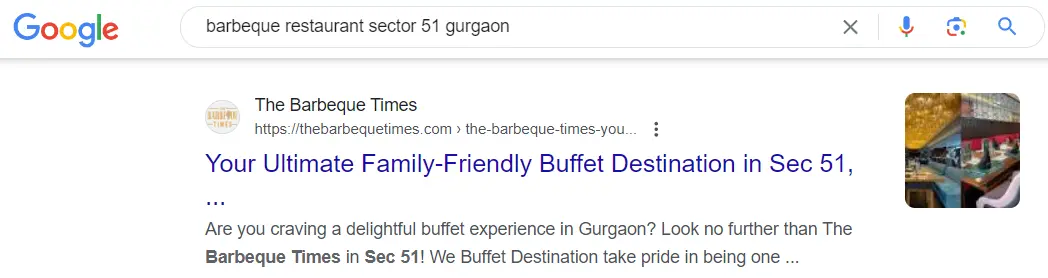 Google
barbeque restaurant sector 51 gurgaon
The Barbeque Times
https://thebarbequetimes.com › the-barbeque-times-you...
Your Ultimate Family-Friendly Buffet Destination in Sec 51,
...
Are you craving a delightful buffet experience in Gurgaon? Look no further than The
Barbeque Times in Sec 51! We Buffet Destination take pride in being one ...